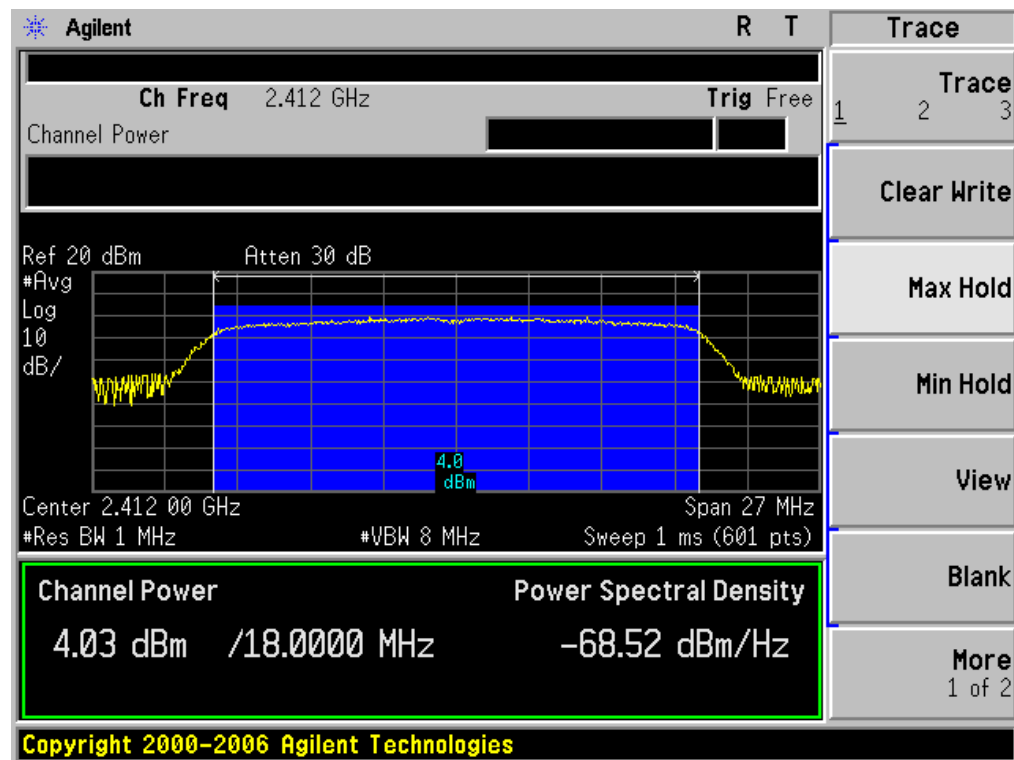 Agilent R T Trace
Ch Freq 2.412 GHz Trig Free
Channel Power
Trace
1 2 3
Clear Write
Ref 20 dBm Atten 30 dB
#Avg
Log
10
dB/
Max Hold
Min Hold
4.0
dBm
View
Center 2.412 00 GHz Span 27 MHz
#Res BW 1 MHz #VBW 8 MHz Sweep 1 ms (601 pts)
Channel Power Power Spectral Density
4.03 dBm /18.0000 MHz -68.52 dBm/Hz
Blank
More
1 of 2
Copyright 2000-2006 Agilent Technologies